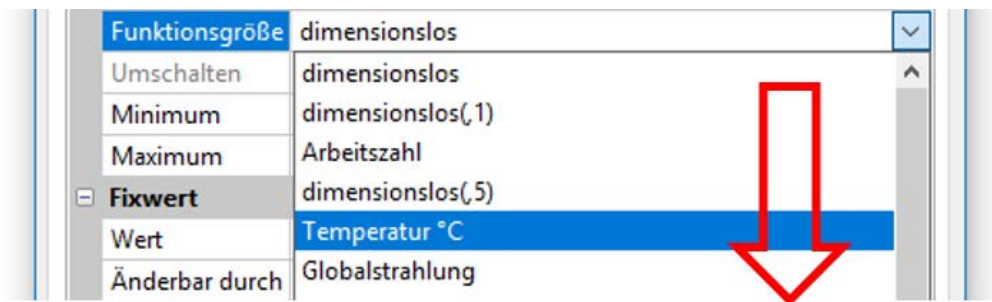 Funktionsgröße dimensionslos
Umschalten dimensionslos
Minimum dimensionslos(,1)
Maximum Arbeitszahl
Fixwert dimensionslos(,5)
Wert Temperatur °C
Änderbar durch Globalstrahlung